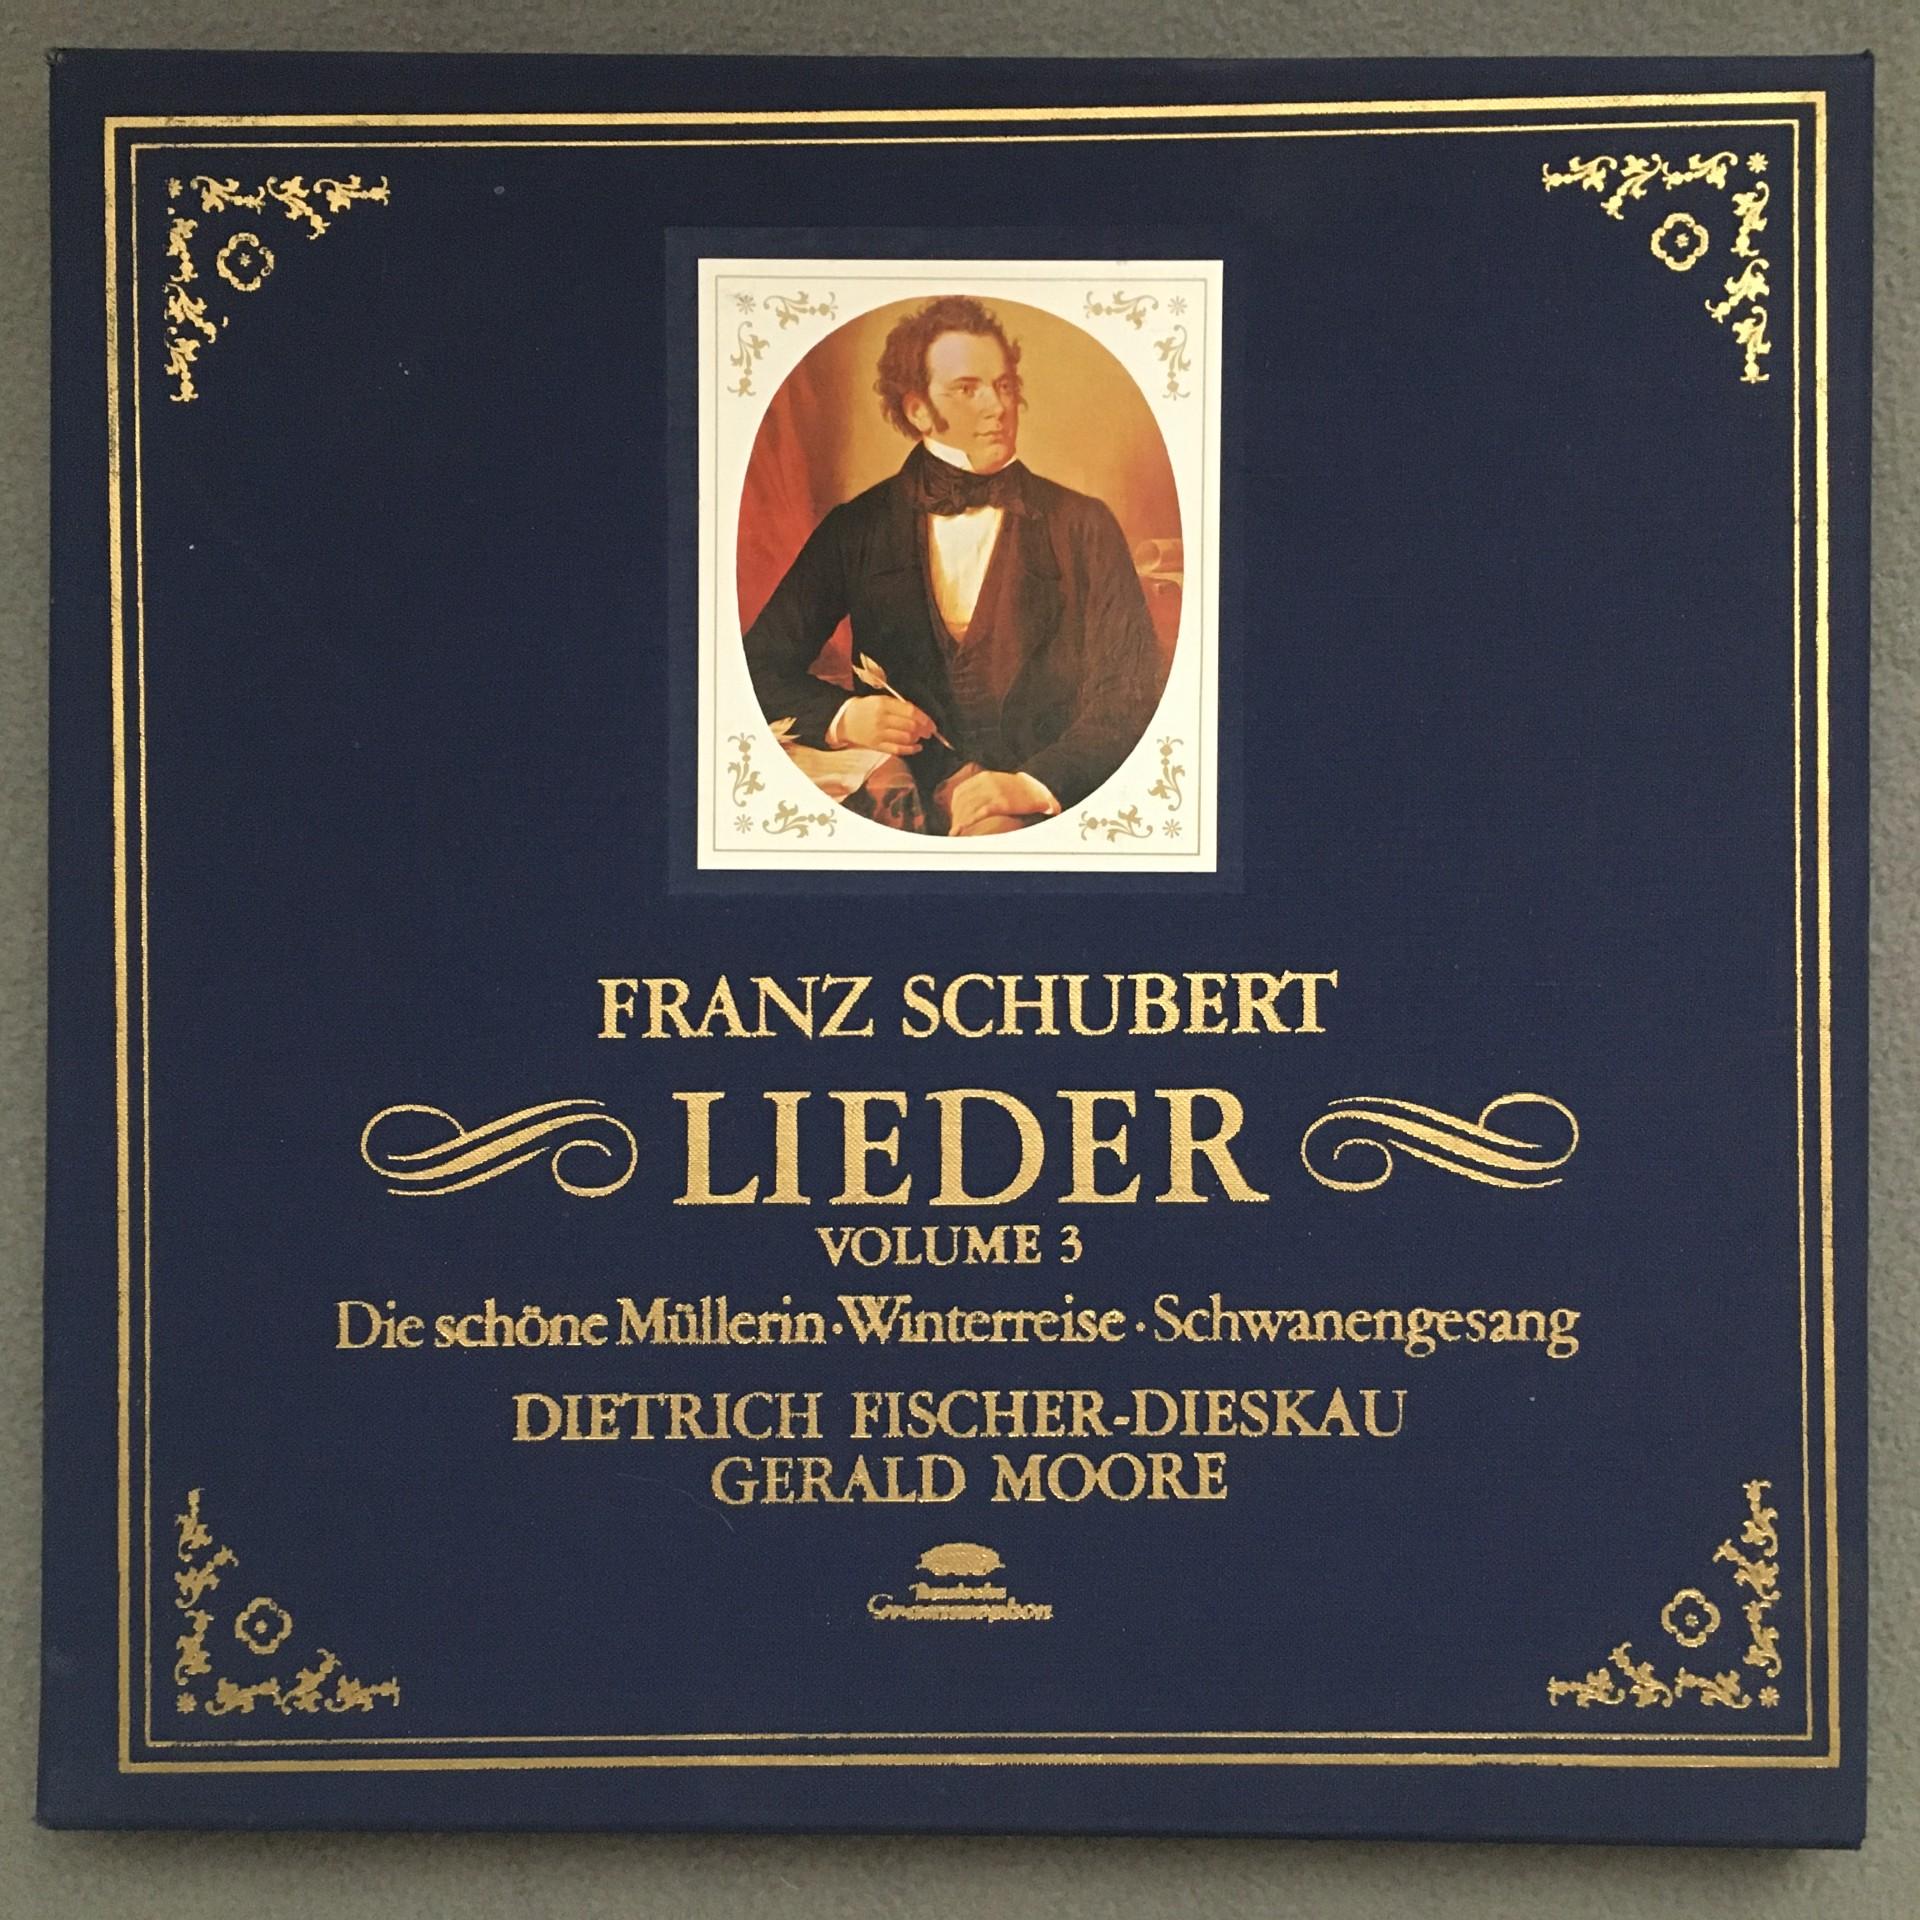 FRANZ SCHUBERT
LIEDER
VOLUME 3
Die schöne Müllerin · Winterreise · Schwanengesang
DIETRICH FISCHER-DIESKAU
GERALD MOORE
Deutsche
Grammophon